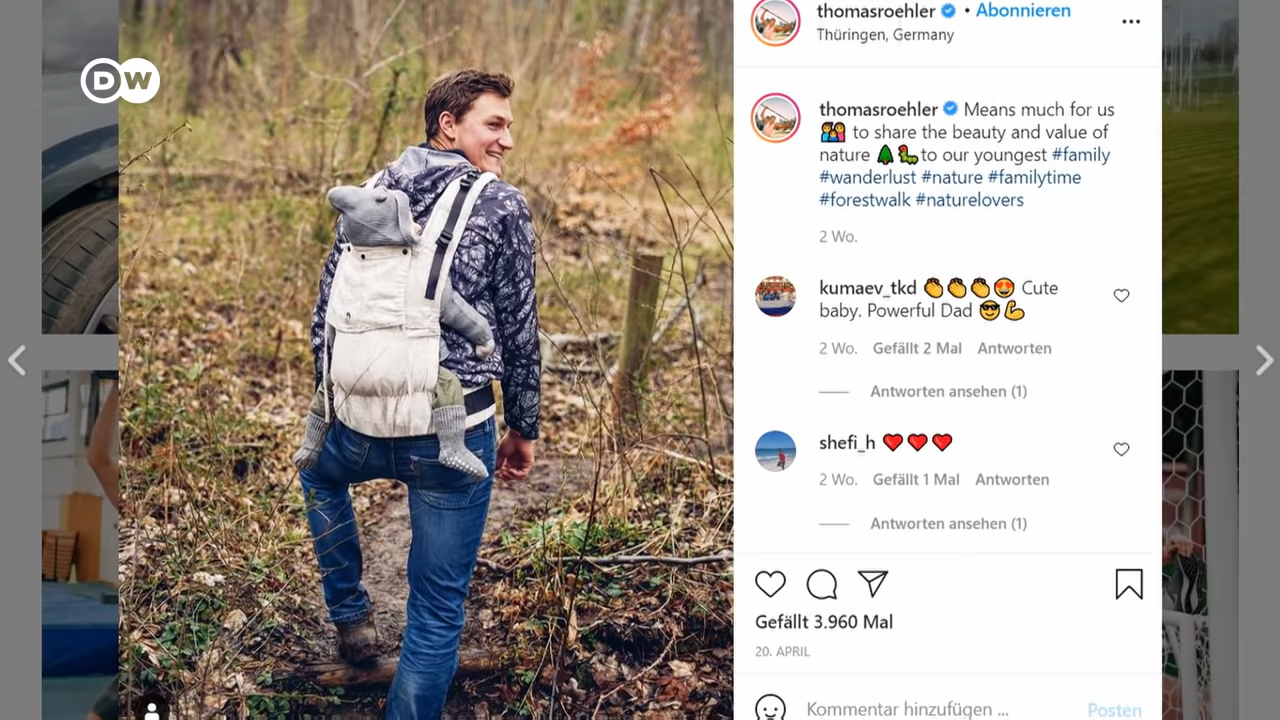 DW
thomasroehler • Abonnieren
Thüringen, Germany
thomasroehler Means much for us
👨‍👩‍👦 to share the beauty and value of
nature 🌲🐛to our youngest #family
#wanderlust #nature #familytime
#forestwalk #naturelovers
2 Wo.
kumaev_tkd 👏👏👏😍 Cute
baby. Powerful Dad 😎💪
2 Wo. Gefällt 2 Mal Antworten
Antworten ansehen (1)
shefi_h ❤️❤️❤️
2 Wo. Gefällt 1 Mal Antworten
Antworten ansehen (1)
Gefällt 3.960 Mal
20. APRIL
Kommentar hinzufügen ... Posten